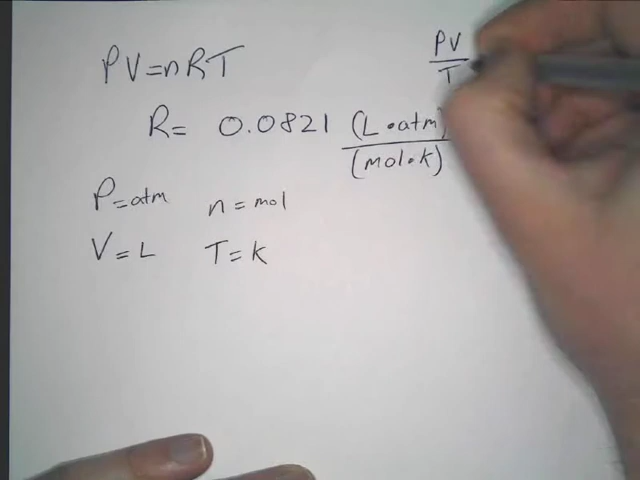 PV=nRT
PV
T
R= 0.0821 (L•atm)
(mol•k)
P=atm n=mol
V=L T=k